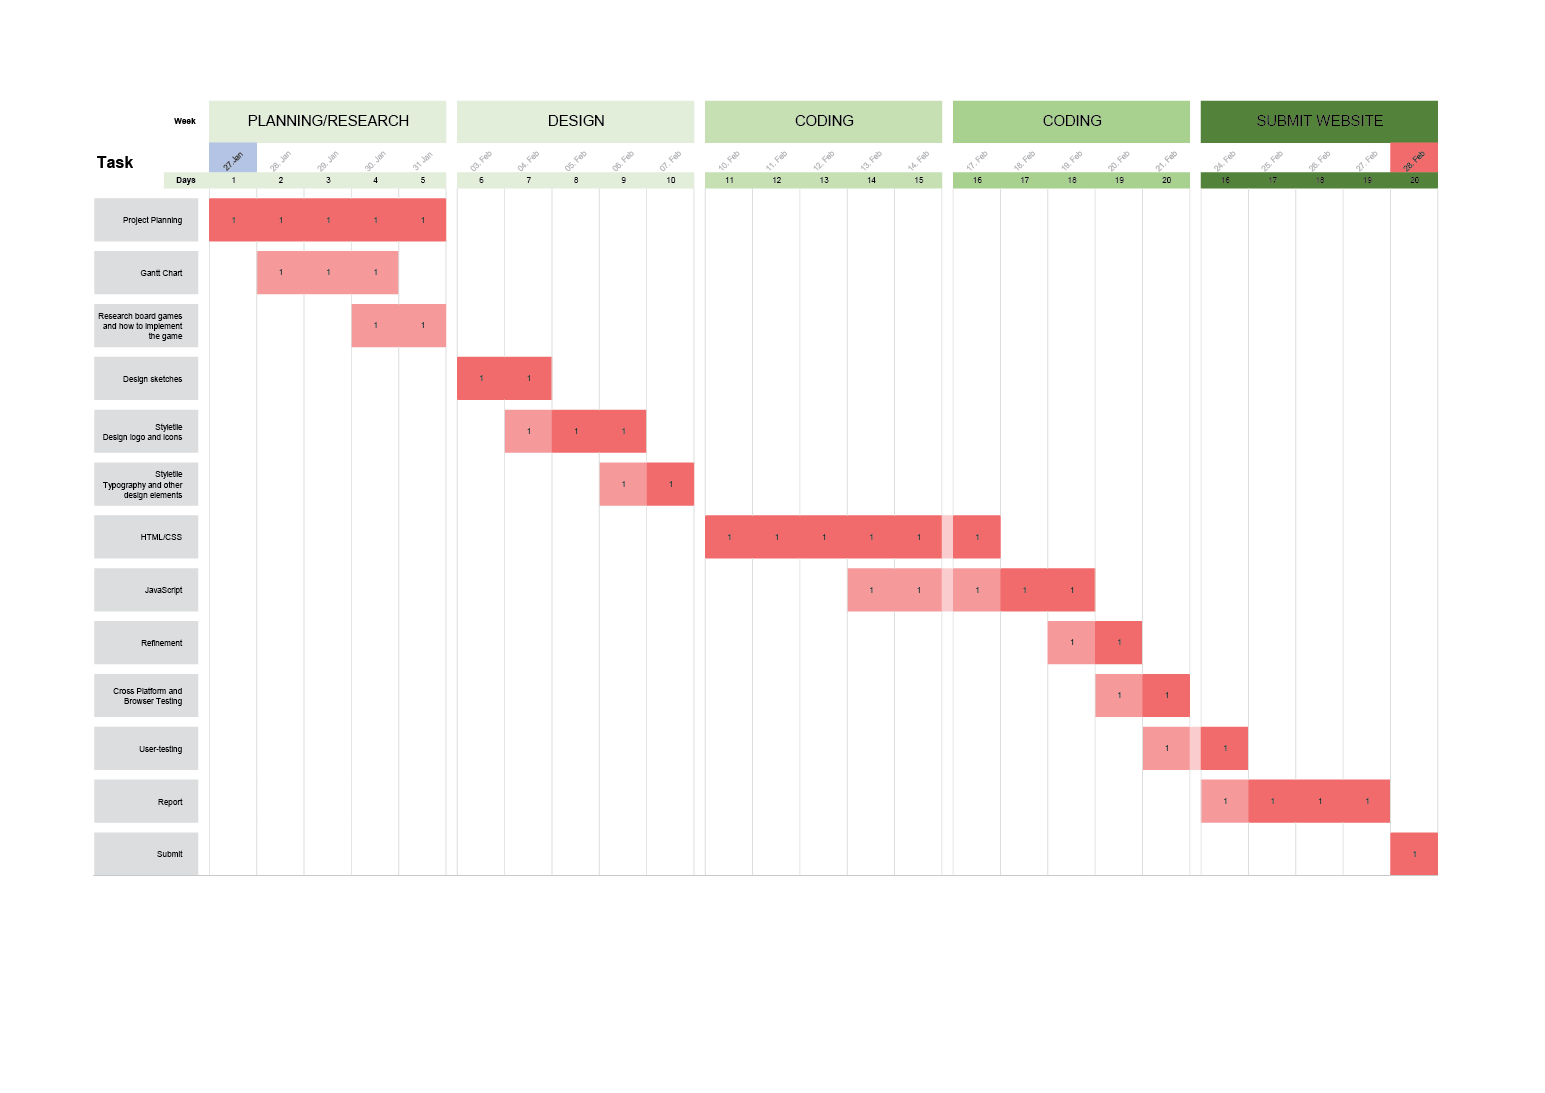 Week PLANNING/RESEARCH DESIGN CODING CODING SUBMIT WEBSITE
Task 27. Jan 28. Jan 29. Jan 30. Jan 31. Jan 03. Feb 04. Feb 05. Feb 06. Feb 07. Feb 10. Feb 11. Feb 12. Feb 13. Feb 14. Feb 17. Feb 18. Feb 19. Feb 20. Feb 21. Feb 24. Feb 25. Feb 26. Feb 27. Feb 28. Feb
Days 1 2 3 4 5 6 7 8 9 10 11 12 13 14 15 16 17 18 19 20 16 17 18 19 20
Project Planning 1 1 1 1 1
Gantt Chart 1 1 1
Research board games
and how to implement 1 1
the game
Design sketches 1 1
Styletile
Design logo and icons 1 1 1
Styletile
Typography and other 1 1
design elements
HTML/CSS 1 1 1 1 1 1
JavaScript 1 1 1 1 1
Refinement 1 1
Cross Platform and
Browser Testing 1 1
User-testing 1 1
Report 1 1 1 1
Submit 1